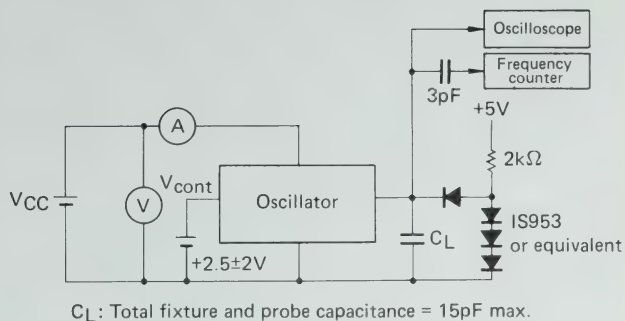 Oscilloscope
Frequency
counter
3pF
+5V
A
2kΩ
Vcont
VCC
V
Oscillator
IS953
or equivalent
CL
+2.5±2V
CL: Total fixture and probe capacitance = 15pF max.